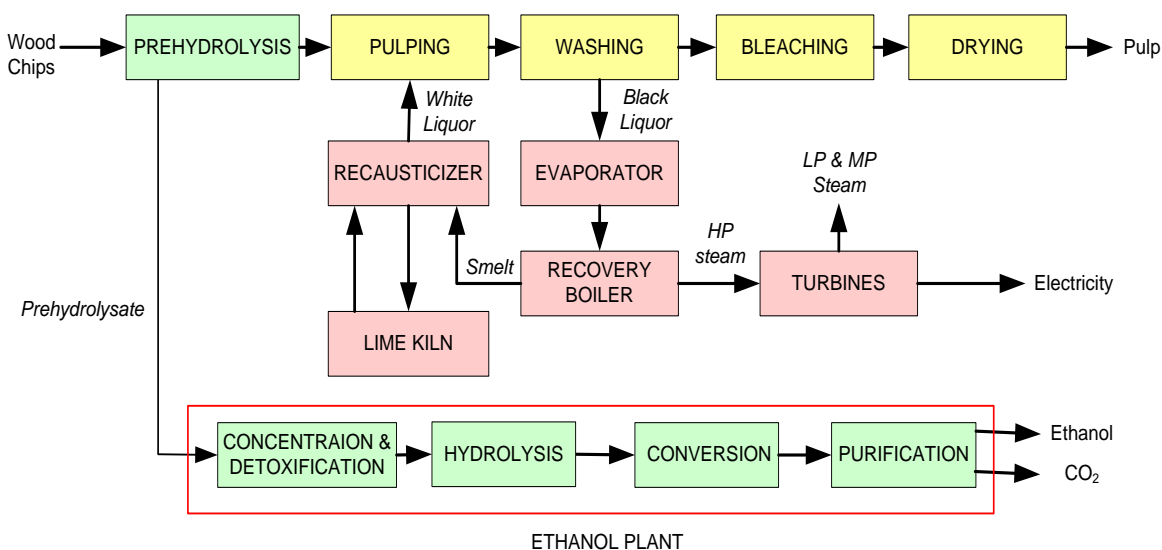 Wood
Chips
PREHYDROLYSIS
PULPING
WASHING
BLEACHING
DRYING
Pulp
White
Liquor
Black
Liquor
RECAUSTICIZER
EVAPORATOR
LP & MP
Steam
Smelt
RECOVERY
BOILER
HP
steam
TURBINES
Electricity
Prehydrolysate
LIME KILN
CONCENTRAION &
DETOXIFICATION
HYDROLYSIS
CONVERSION
PURIFICATION
Ethanol
CO₂
ETHANOL PLANT